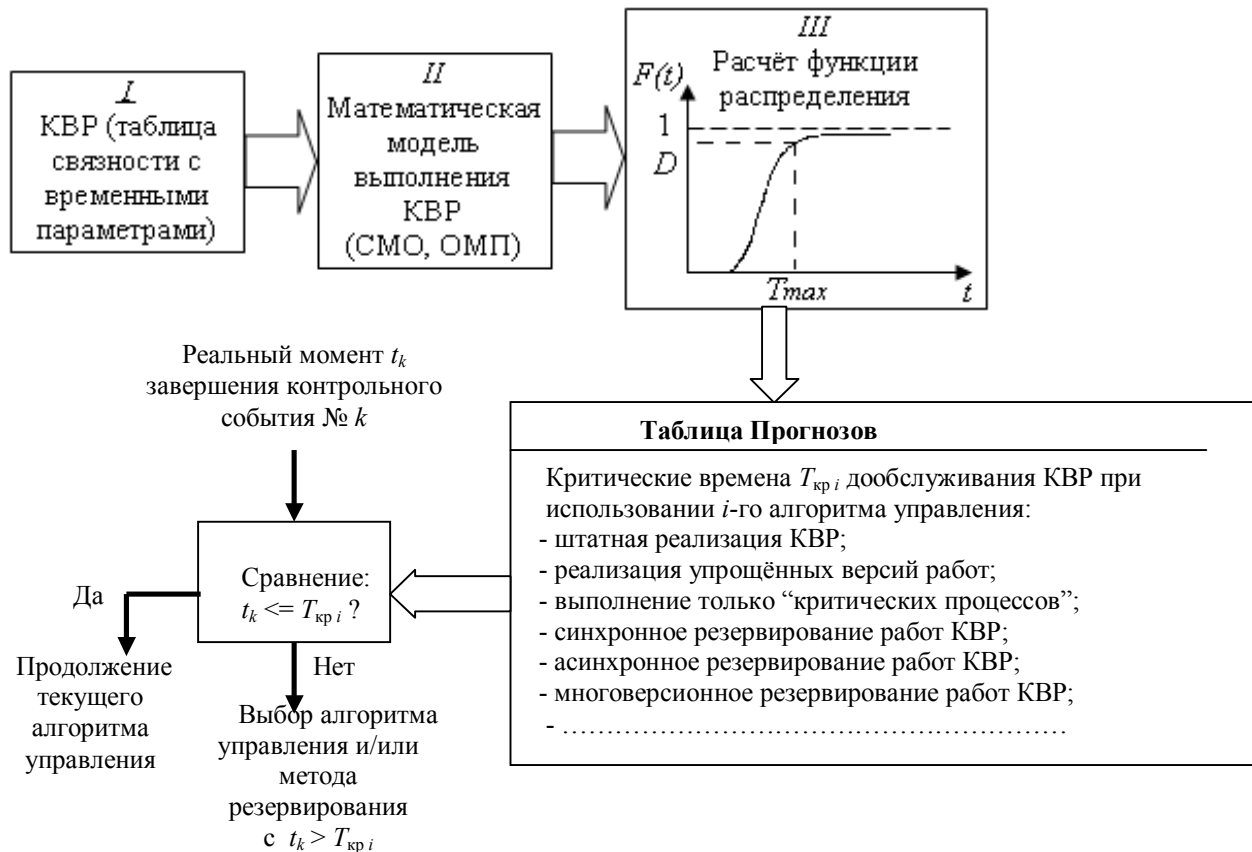 I
КВР (таблица
связности с
временными
параметрами)
II
Математическая
модель
выполнения
КВР
(СМО, ОМП)
III
Расчёт функции
распределения
F(t)
1
D
Tmax
t
Реальный момент tk
завершения контрольного
события № k
Таблица Прогнозов
Критические времена Tкр i дообслуживания КВР при
использовании i-го алгоритма управления:
- штатная реализация КВР;
- реализация упрощённых версий работ;
- выполнение только “критических процессов”;
- синхронное резервирование работ КВР;
- асинхронное резервирование работ КВР;
- многоверсионное резервирование работ КВР;
- ……………………………………………………
Сравнение:
tk <= Tкр i ?
Да
Нет
Продолжение
текущего
алгоритма
управления
Выбор алгоритма
управления и/или
метода
резервирования
с tk > Tкр i